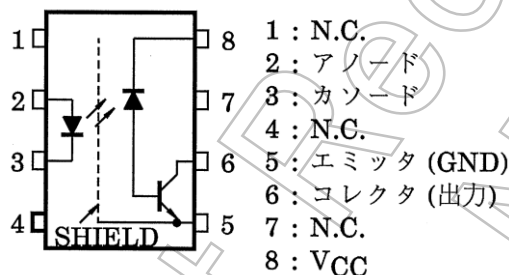 1
2
3
4
SHIELD
8
7
6
5
1 : N.C.
2 : アノード
3 : カソード
4 : N.C.
5 : エミッタ (GND)
6 : コレクタ (出力)
7 : N.C.
8 : VCC